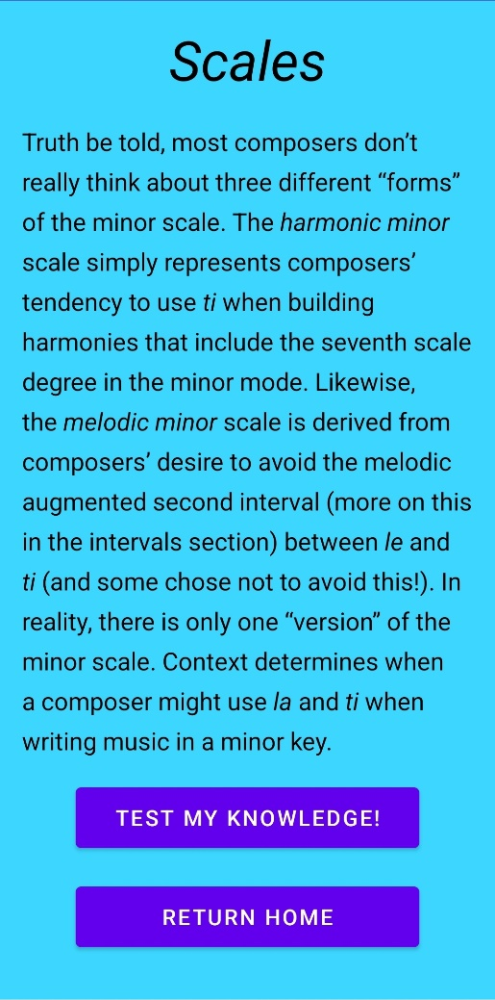 Scales
Truth be told, most composers don’t
really think about three different “forms”
of the minor scale. The harmonic minor
scale simply represents composers’
tendency to use ti when building
harmonies that include the seventh scale
degree in the minor mode. Likewise,
the melodic minor scale is derived from
composers’ desire to avoid the melodic
augmented second interval (more on this
in the intervals section) between le and
ti (and some chose not to avoid this!). In
reality, there is only one “version” of the
minor scale. Context determines when
a composer might use la and ti when
writing music in a minor key.
TEST MY KNOWLEDGE!
RETURN HOME